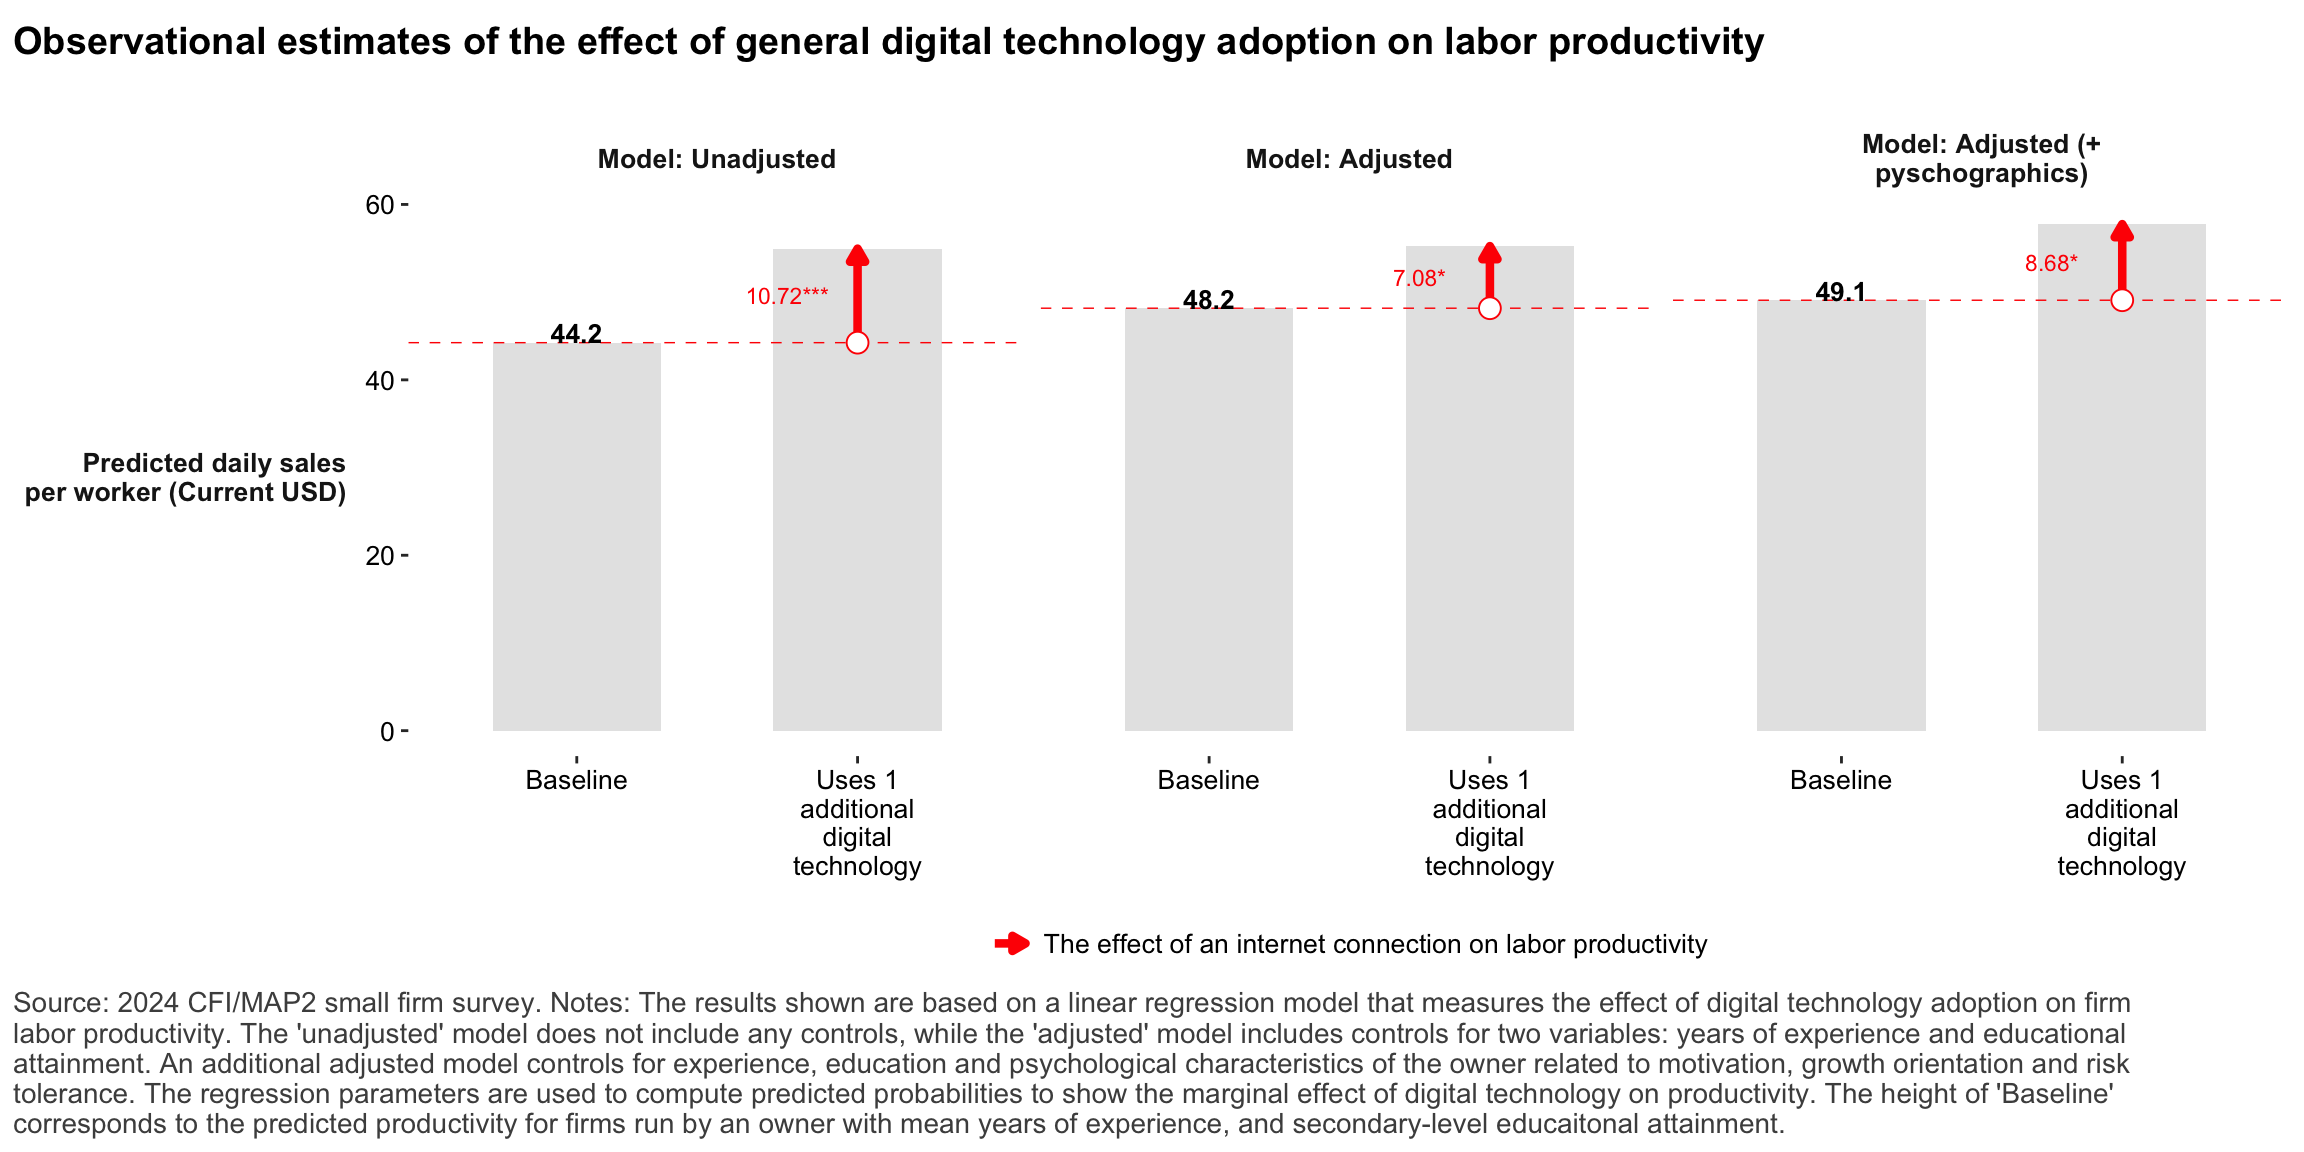 Observational estimates of the effect of general digital technology adoption on labor productivity
Model: Unadjusted
Model: Adjusted
Model: Adjusted (+
pyschographics)
60
40
20
0
Predicted daily sales
per worker (Current USD)
44.2
10.72***
48.2
7.08*
49.1
8.68*
Baseline
Uses 1
additional
digital
technology
Baseline
Uses 1
additional
digital
technology
Baseline
Uses 1
additional
digital
technology
The effect of an internet connection on labor productivity
Source: 2024 CFI/MAP2 small firm survey. Notes: The results shown are based on a linear regression model that measures the effect of digital technology adoption on firm
labor productivity. The 'unadjusted' model does not include any controls, while the 'adjusted' model includes controls for two variables: years of experience and educational
attainment. An additional adjusted model controls for experience, education and psychological characteristics of the owner related to motivation, growth orientation and risk
tolerance. The regression parameters are used to compute predicted probabilities to show the marginal effect of digital technology on productivity. The height of 'Baseline'
corresponds to the predicted productivity for firms run by an owner with mean years of experience, and secondary-level educaitonal attainment.